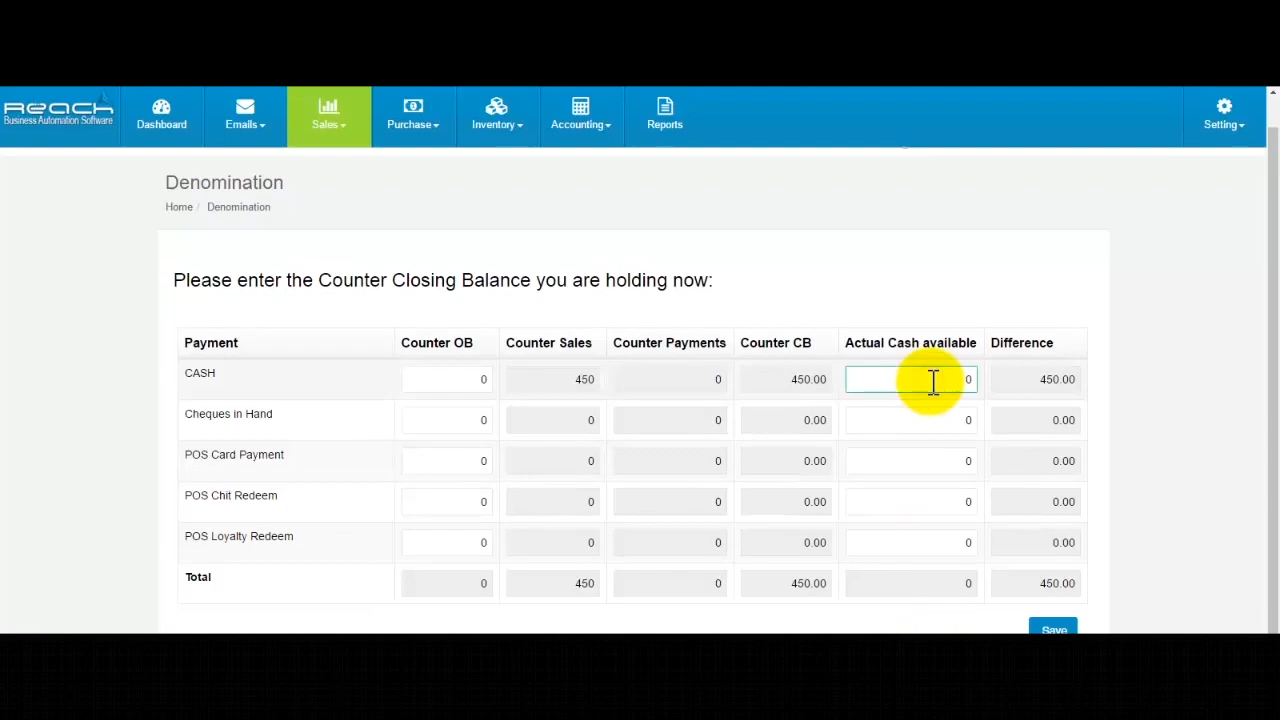 REACH
Business Automation Software
Dashboard
Emails
Sales
Purchase
Inventory
Accounting
Reports
Setting
Denomination
Home / Denomination
Please enter the Counter Closing Balance you are holding now:
Payment Counter OB Counter Sales Counter Payments Counter CB Actual Cash available Difference
CASH 0 450 0 450.00 0 450.00
Cheques in Hand 0 0 0 0.00 0 0.00
POS Card Payment 0 0 0 0.00 0 0.00
POS Chit Redeem 0 0 0 0.00 0 0.00
POS Loyalty Redeem 0 0 0 0.00 0 0.00
Total 0 450 0 450.00 0 450.00
Save